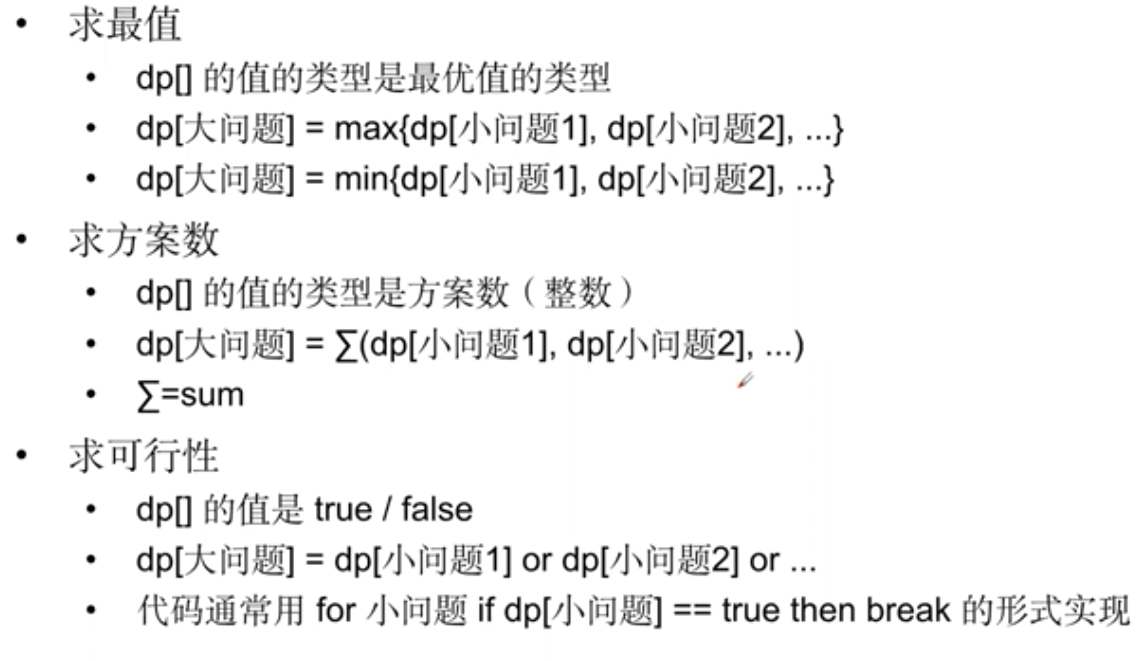 • 求最值
• dp[] 的值的类型是最优值的类型
• dp[大问题] = max{dp[小问题1], dp[小问题2], ...}
• dp[大问题] = min{dp[小问题1], dp[小问题2], ...}
• 求方案数
• dp[] 的值的类型是方案数（整数）
• dp[大问题] = ∑(dp[小问题1], dp[小问题2], ...)
• ∑=sum
• 求可行性
• dp[] 的值是 true / false
• dp[大问题] = dp[小问题1] or dp[小问题2] or ...
• 代码通常用 for 小问题 if dp[小问题] == true then break 的形式实现